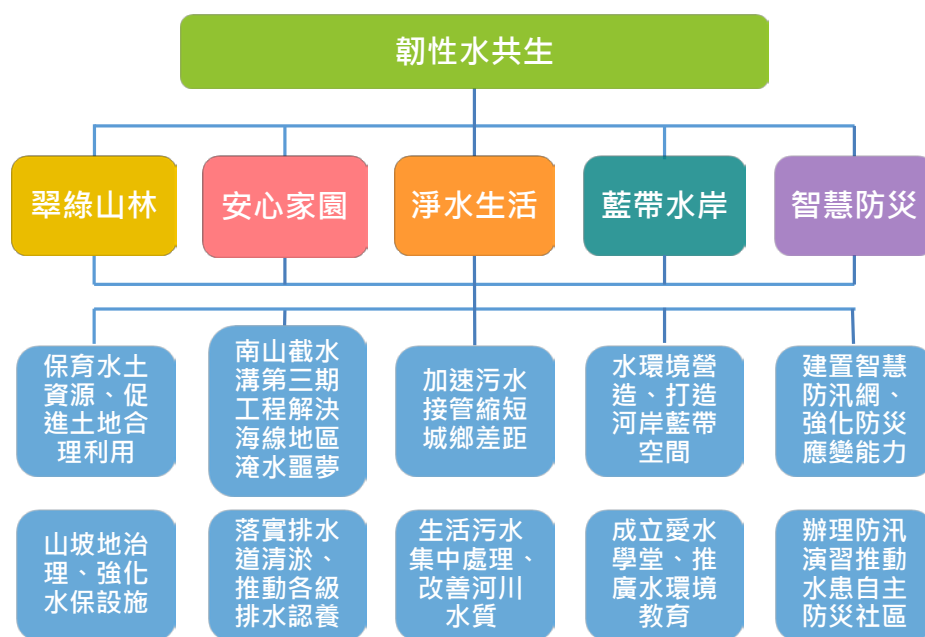 韌性水共生
翠綠山林
安心家園
淨水生活
藍帶水岸
智慧防災
保育水土
資源、促
進土地合
理利用
南山截水
溝第三期
工程解決
海線地區
淹水噩夢
加速污水
接管縮短
城鄉差距
水環境營
造、打造
河岸藍帶
空間
建置智慧
防汛網、
強化防災
應變能力
山坡地治
理、強化
水保設施
落實排水
道清淤、
推動各級
排水認養
生活污水
集中處理、
改善河川
水質
成立愛水
學堂、推
廣水環境
教育
辦理防汛
演習推動
水患自主
防災社區